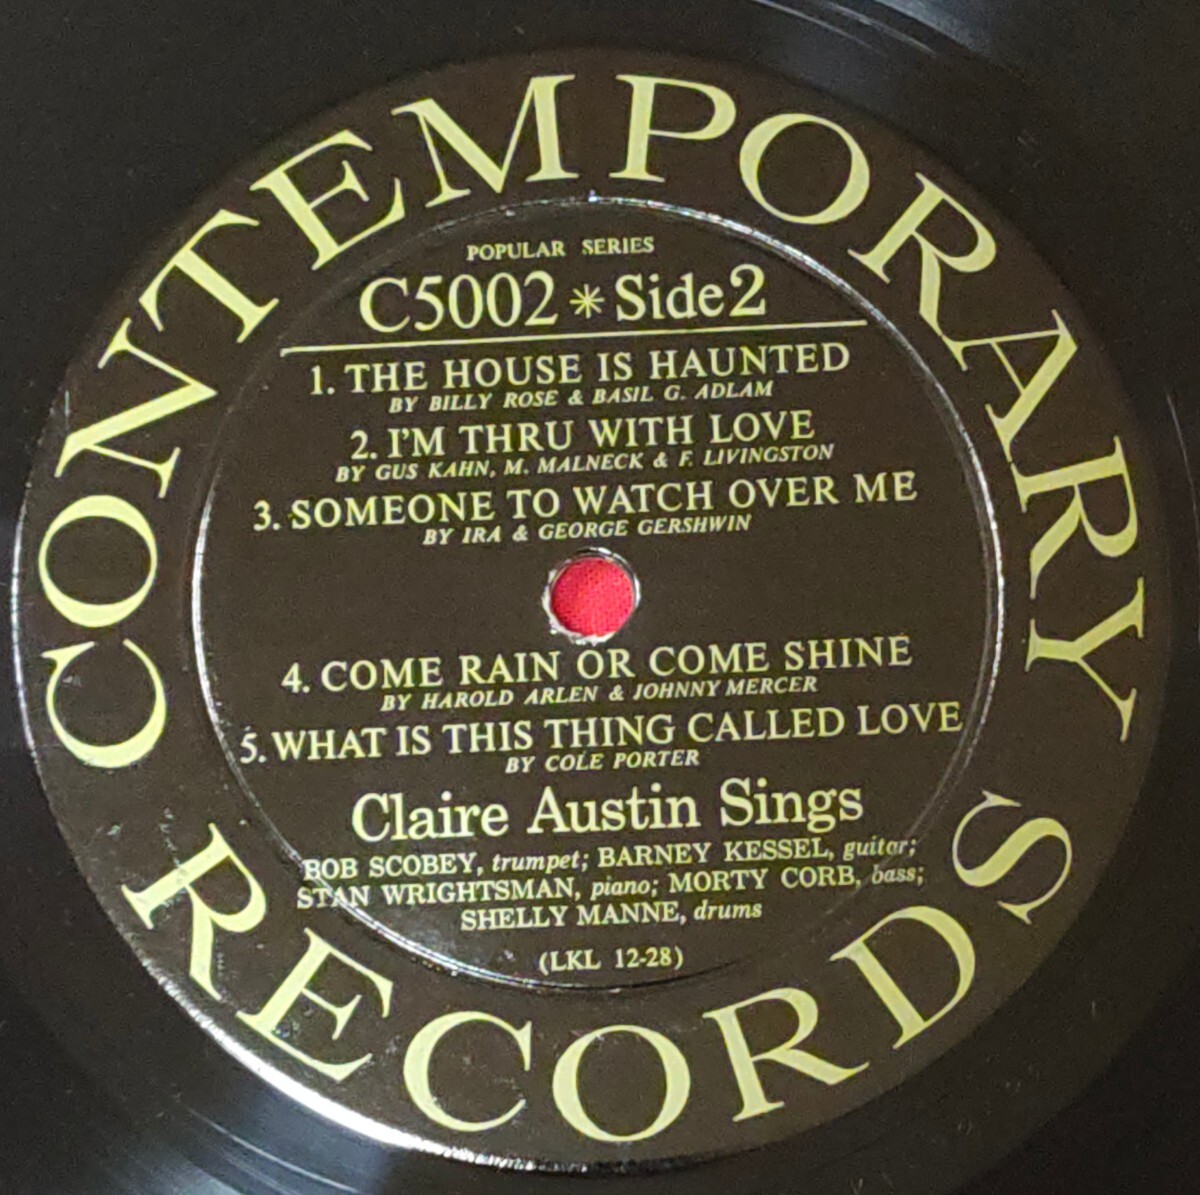 CONTEMPORARY
POPULAR SERIES
C5002 * Side 2
1. THE HOUSE IS HAUNTED
BY BILLY ROSE & BASIL G. ADLAM
2. I'M THRU WITH LOVE
BY GUS KAHN, M. MALNECK & F. LIVINGSTON
3. SOMEONE TO WATCH OVER ME
BY IRA & GEORGE GERSHWIN
4. COME RAIN OR COME SHINE
BY HAROLD ARLEN & JOHNNY MERCER
5. WHAT IS THIS THING CALLED LOVE
BY COLE PORTER
Claire Austin Sings
BOB SCOBEY, trumpet; BARNEY KESSEL, guitar;
STAN WRIGHTSMAN, piano; MORTY CORB, bass;
SHELLY MANNE, drums
(LKL 12-28)
RECORDS